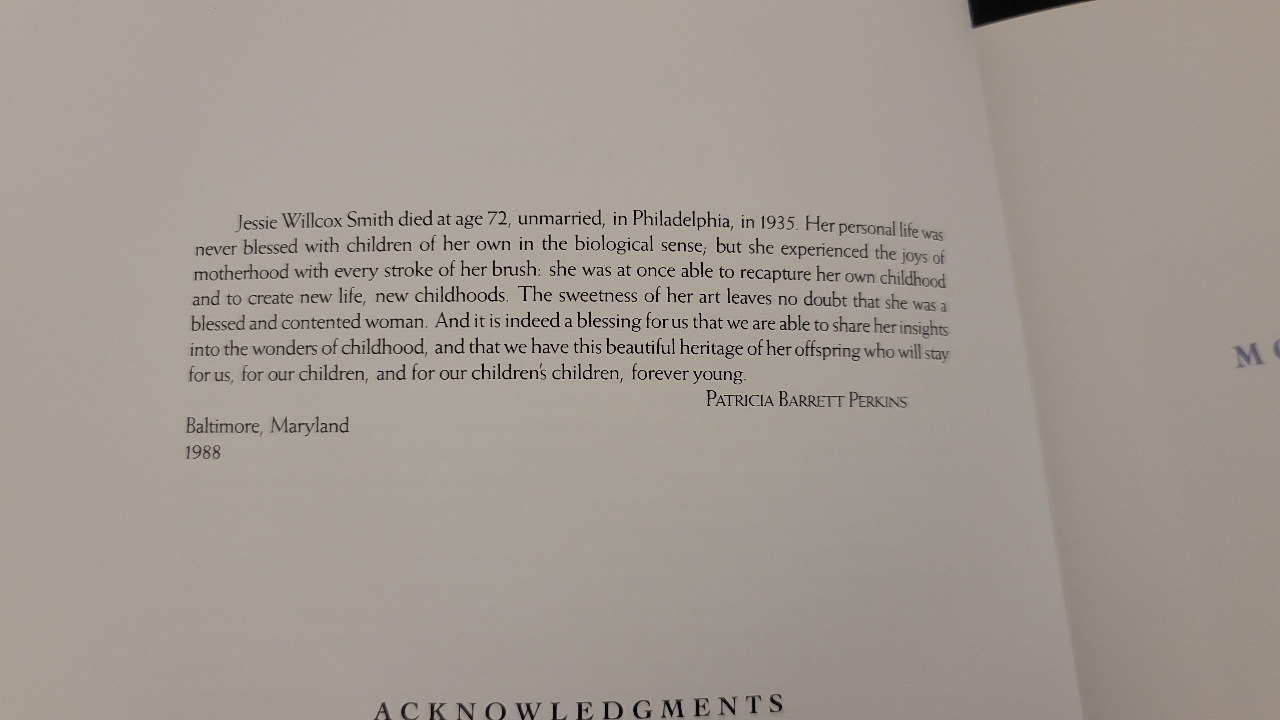 Jessie Willcox Smith died at age 72, unmarried, in Philadelphia, in 1935. Her personal life was
never blessed with children of her own in the biological sense; but she experienced the joys of
motherhood with every stroke of her brush: she was at once able to recapture her own childhood
and to create new life, new childhoods. The sweetness of her art leaves no doubt that she was a
blessed and contented woman. And it is indeed a blessing for us that we are able to share her insights
into the wonders of childhood, and that we have this beautiful heritage of her offspring who will stay
for us, for our children, and for our children's children, forever young.
PATRICIA BARRETT PERKINS
Baltimore, Maryland
1988
ACKNOWLEDGMENTS